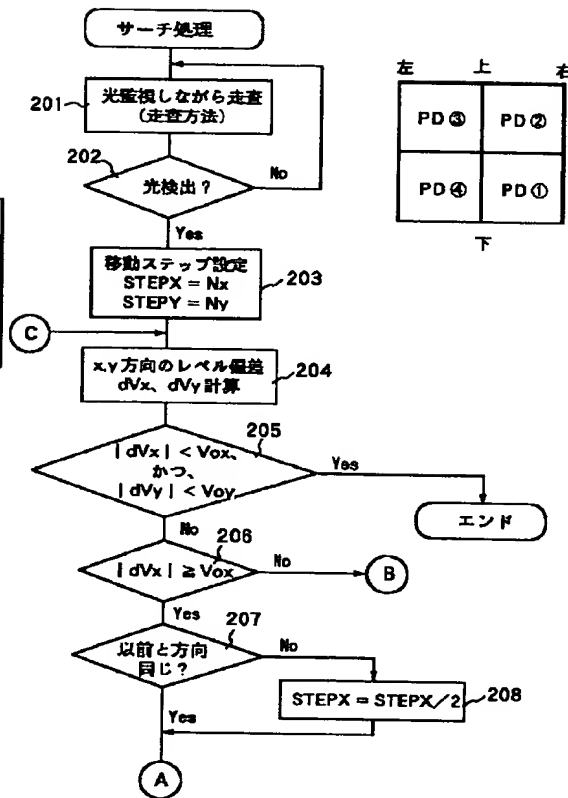 サーチ処理
201
光監視しながら走査
(走査方法)
202
光検出？
No
Yes
移動ステップ設定
STEPX = Nx
STEPY = Ny
203
C
x,y方向のレベル偏差
dVx、dVy 計算
204
205
|dVx| < Vox、
かつ、
|dVy| < Voy
Yes
エンド
No
206
|dVx| ≧ Vox
No
B
Yes
207
以前と方向
同じ？
No
STEPX = STEPX／2
208
Yes
A
左
上
右
PD③
PD②
PD④
PD①
下